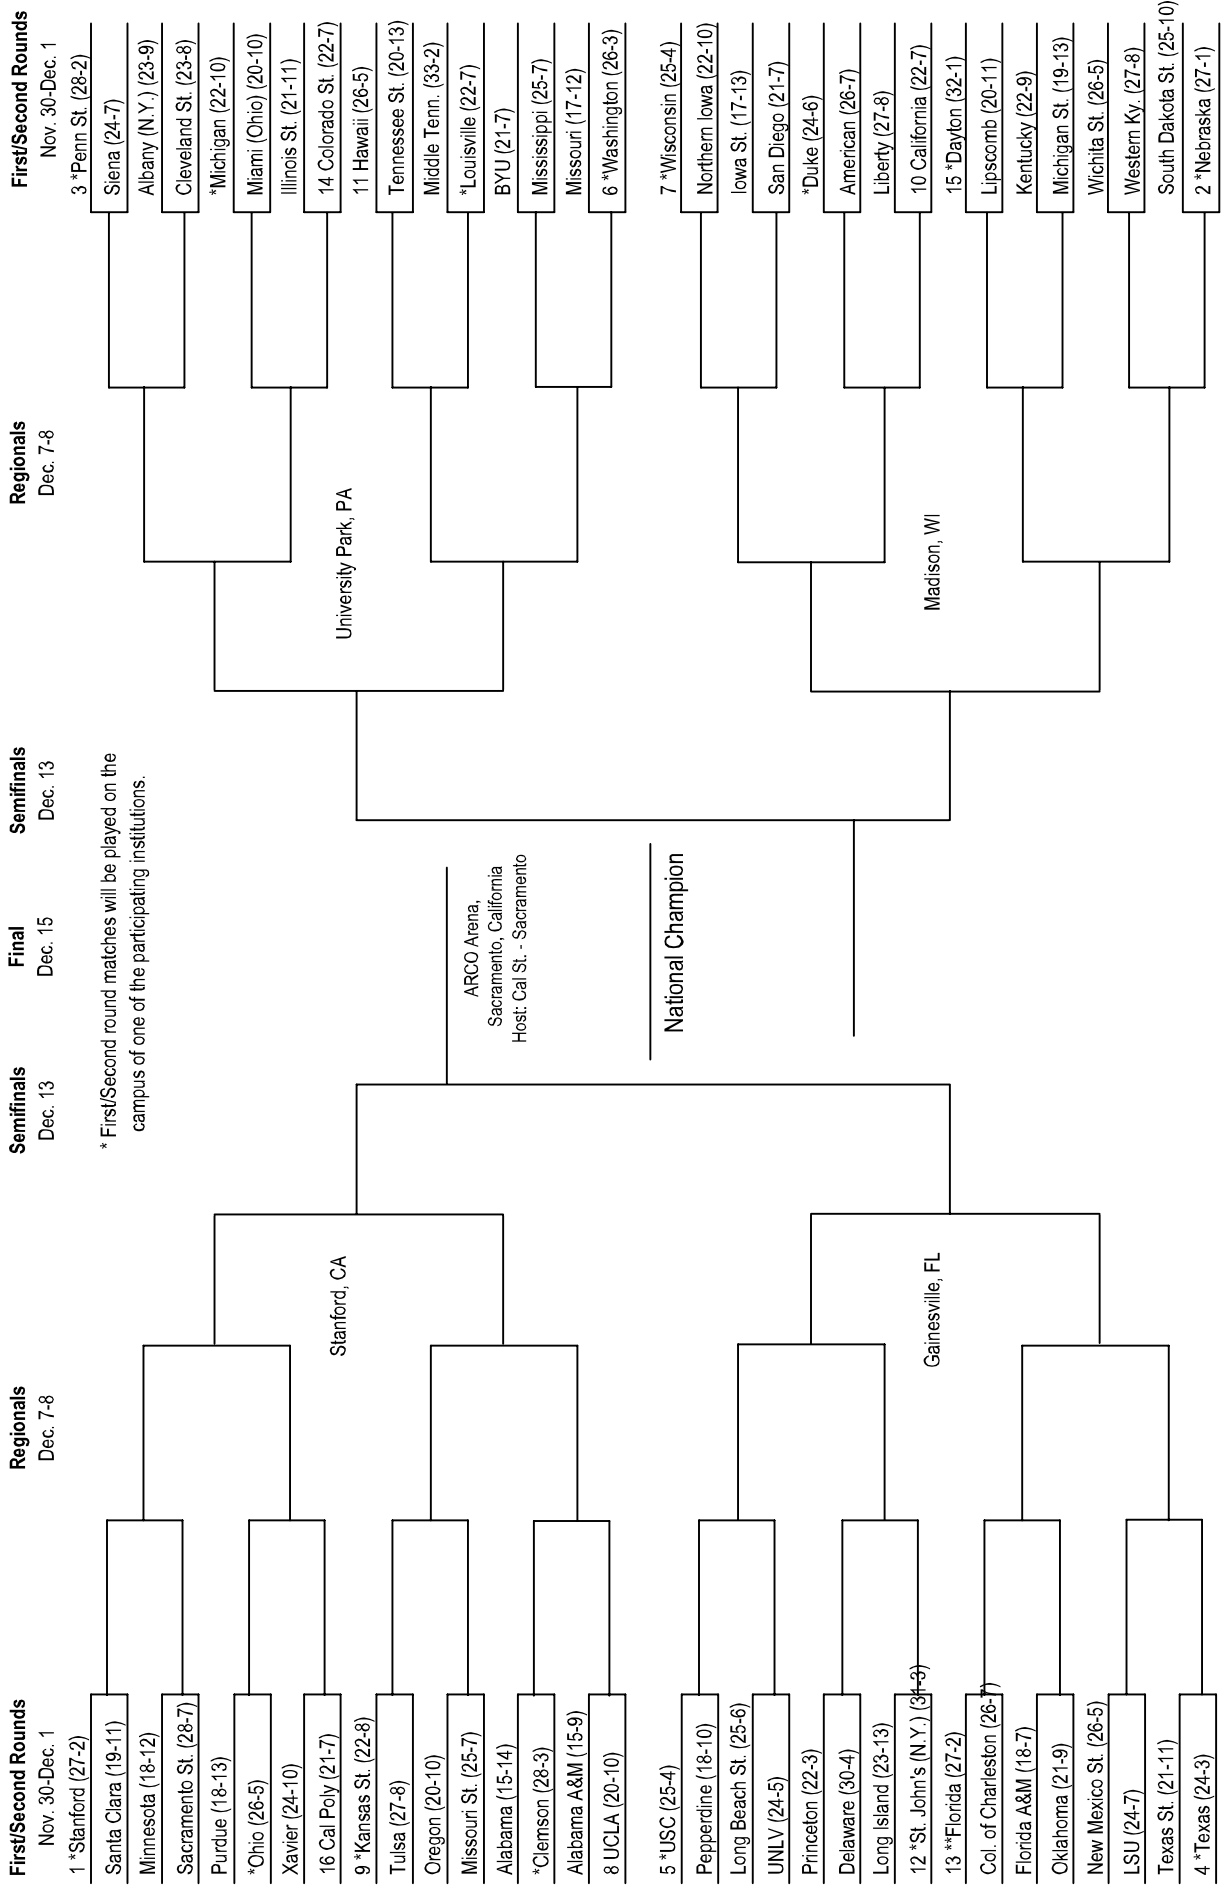 First/Second Rounds
Nov. 30-Dec. 1
Regionals
Dec. 7-8
Semifinals
Dec. 13
Final
Dec. 15
Semifinals
Dec. 13
Regionals
Dec. 7-8
First/Second Rounds
Nov. 30-Dec. 1
1 *Stanford (27-2)
Santa Clara (19-11)
Minnesota (18-12)
Sacramento St. (28-7)
Purdue (18-13)
*Ohio (26-5)
Xavier (24-10)
16 Cal Poly (21-7)
9 *Kansas St. (22-8)
Tulsa (27-8)
Oregon (20-10)
Missouri St. (25-7)
Alabama (15-14)
*Clemson (28-3)
Alabama A&M (15-9)
8 UCLA (20-10)
Stanford, CA
5 *USC (25-4)
Pepperdine (18-10)
Long Beach St. (25-6)
UNLV (24-5)
Princeton (22-3)
Delaware (30-4)
Long Island (23-13)
12 *St. John's (N.Y.) (31-3)
13 **Florida (27-2)
Col. of Charleston (26-7)
Florida A&M (18-7)
Oklahoma (21-9)
New Mexico St. (26-5)
LSU (24-7)
Texas St. (21-11)
4 *Texas (24-3)
Gainesville, FL
* First/Second round matches will be played on the
campus of one of the participating institutions.
ARCO Arena,
Sacramento, California
Host: Cal St. - Sacramento
National Champion
3 *Penn St. (28-2)
Siena (24-7)
Albany (N.Y.) (23-9)
Cleveland St. (23-8)
*Michigan (22-10)
Miami (Ohio) (20-10)
Illinois St. (21-11)
14 Colorado St. (22-7)
11 Hawaii (26-5)
Tennessee St. (20-13)
Middle Tenn. (33-2)
*Louisville (22-7)
BYU (21-7)
Mississippi (25-7)
Missouri (17-12)
6 *Washington (26-3)
University Park, PA
7 *Wisconsin (25-4)
Northern Iowa (22-10)
Iowa St. (17-13)
San Diego (21-7)
*Duke (24-6)
American (26-7)
Liberty (27-8)
10 California (22-7)
15 *Dayton (32-1)
Lipscomb (20-11)
Kentucky (22-9)
Michigan St. (19-13)
Wichita St. (26-5)
Western Ky. (27-8)
South Dakota St. (25-10)
2 *Nebraska (27-1)
Madison, WI